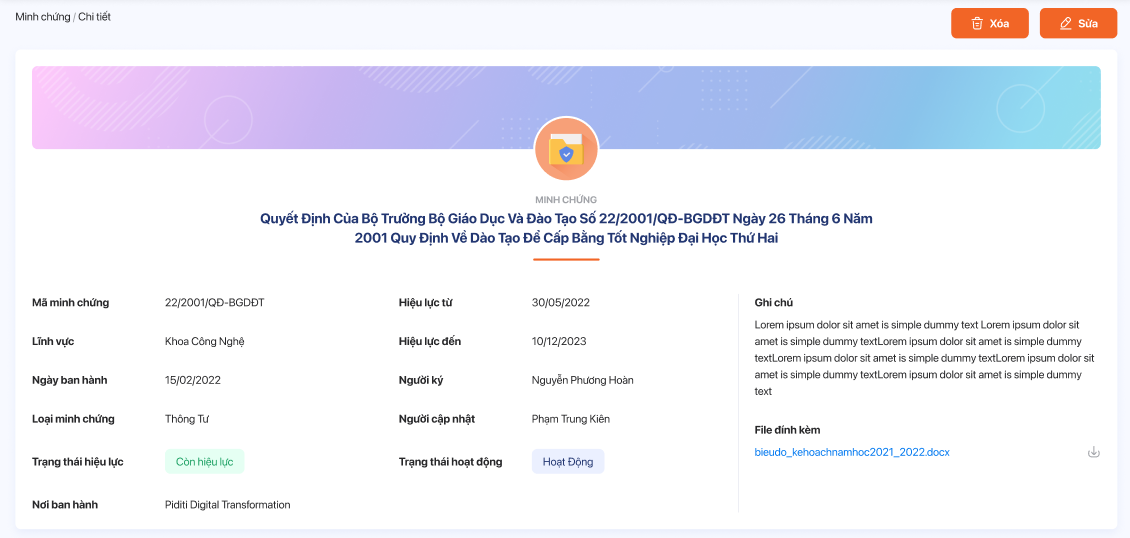 Minh chứng / Chi tiết
Xóa
Sửa
MINH CHỨNG
Quyết Định Của Bộ Trưởng Bộ Giáo Dục Và Đào Tạo Số 22/2001/QĐ-BGDĐT Ngày 26 Tháng 6 Năm
2001 Quy Định Về Dào Tạo Để Cấp Bằng Tốt Nghiệp Đại Học Thứ Hai
Mã minh chứng 22/2001/QĐ-BGDĐT
Lĩnh vực Khoa Công Nghệ
Ngày ban hành 15/02/2022
Loại minh chứng Thông Tư
Trạng thái hiệu lực Còn hiệu lực
Nơi ban hành Piditi Digital Transformation
Hiệu lực từ 30/05/2022
Hiệu lực đến 10/12/2023
Người ký Nguyễn Phương Hoàn
Người cập nhật Phạm Trung Kiên
Trạng thái hoạt động Hoạt Động
Ghi chú
Lorem ipsum dolor sit amet is simple dummy text Lorem ipsum dolor sit
amet is simple dummy textLorem ipsum dolor sit amet is simple dummy
textLorem ipsum dolor sit amet is simple dummy textLorem ipsum dolor sit
amet is simple dummy textLorem ipsum dolor sit amet is simple dummy
text
File đính kèm
bieudo_kehoachnamhoc2021_2022.docx